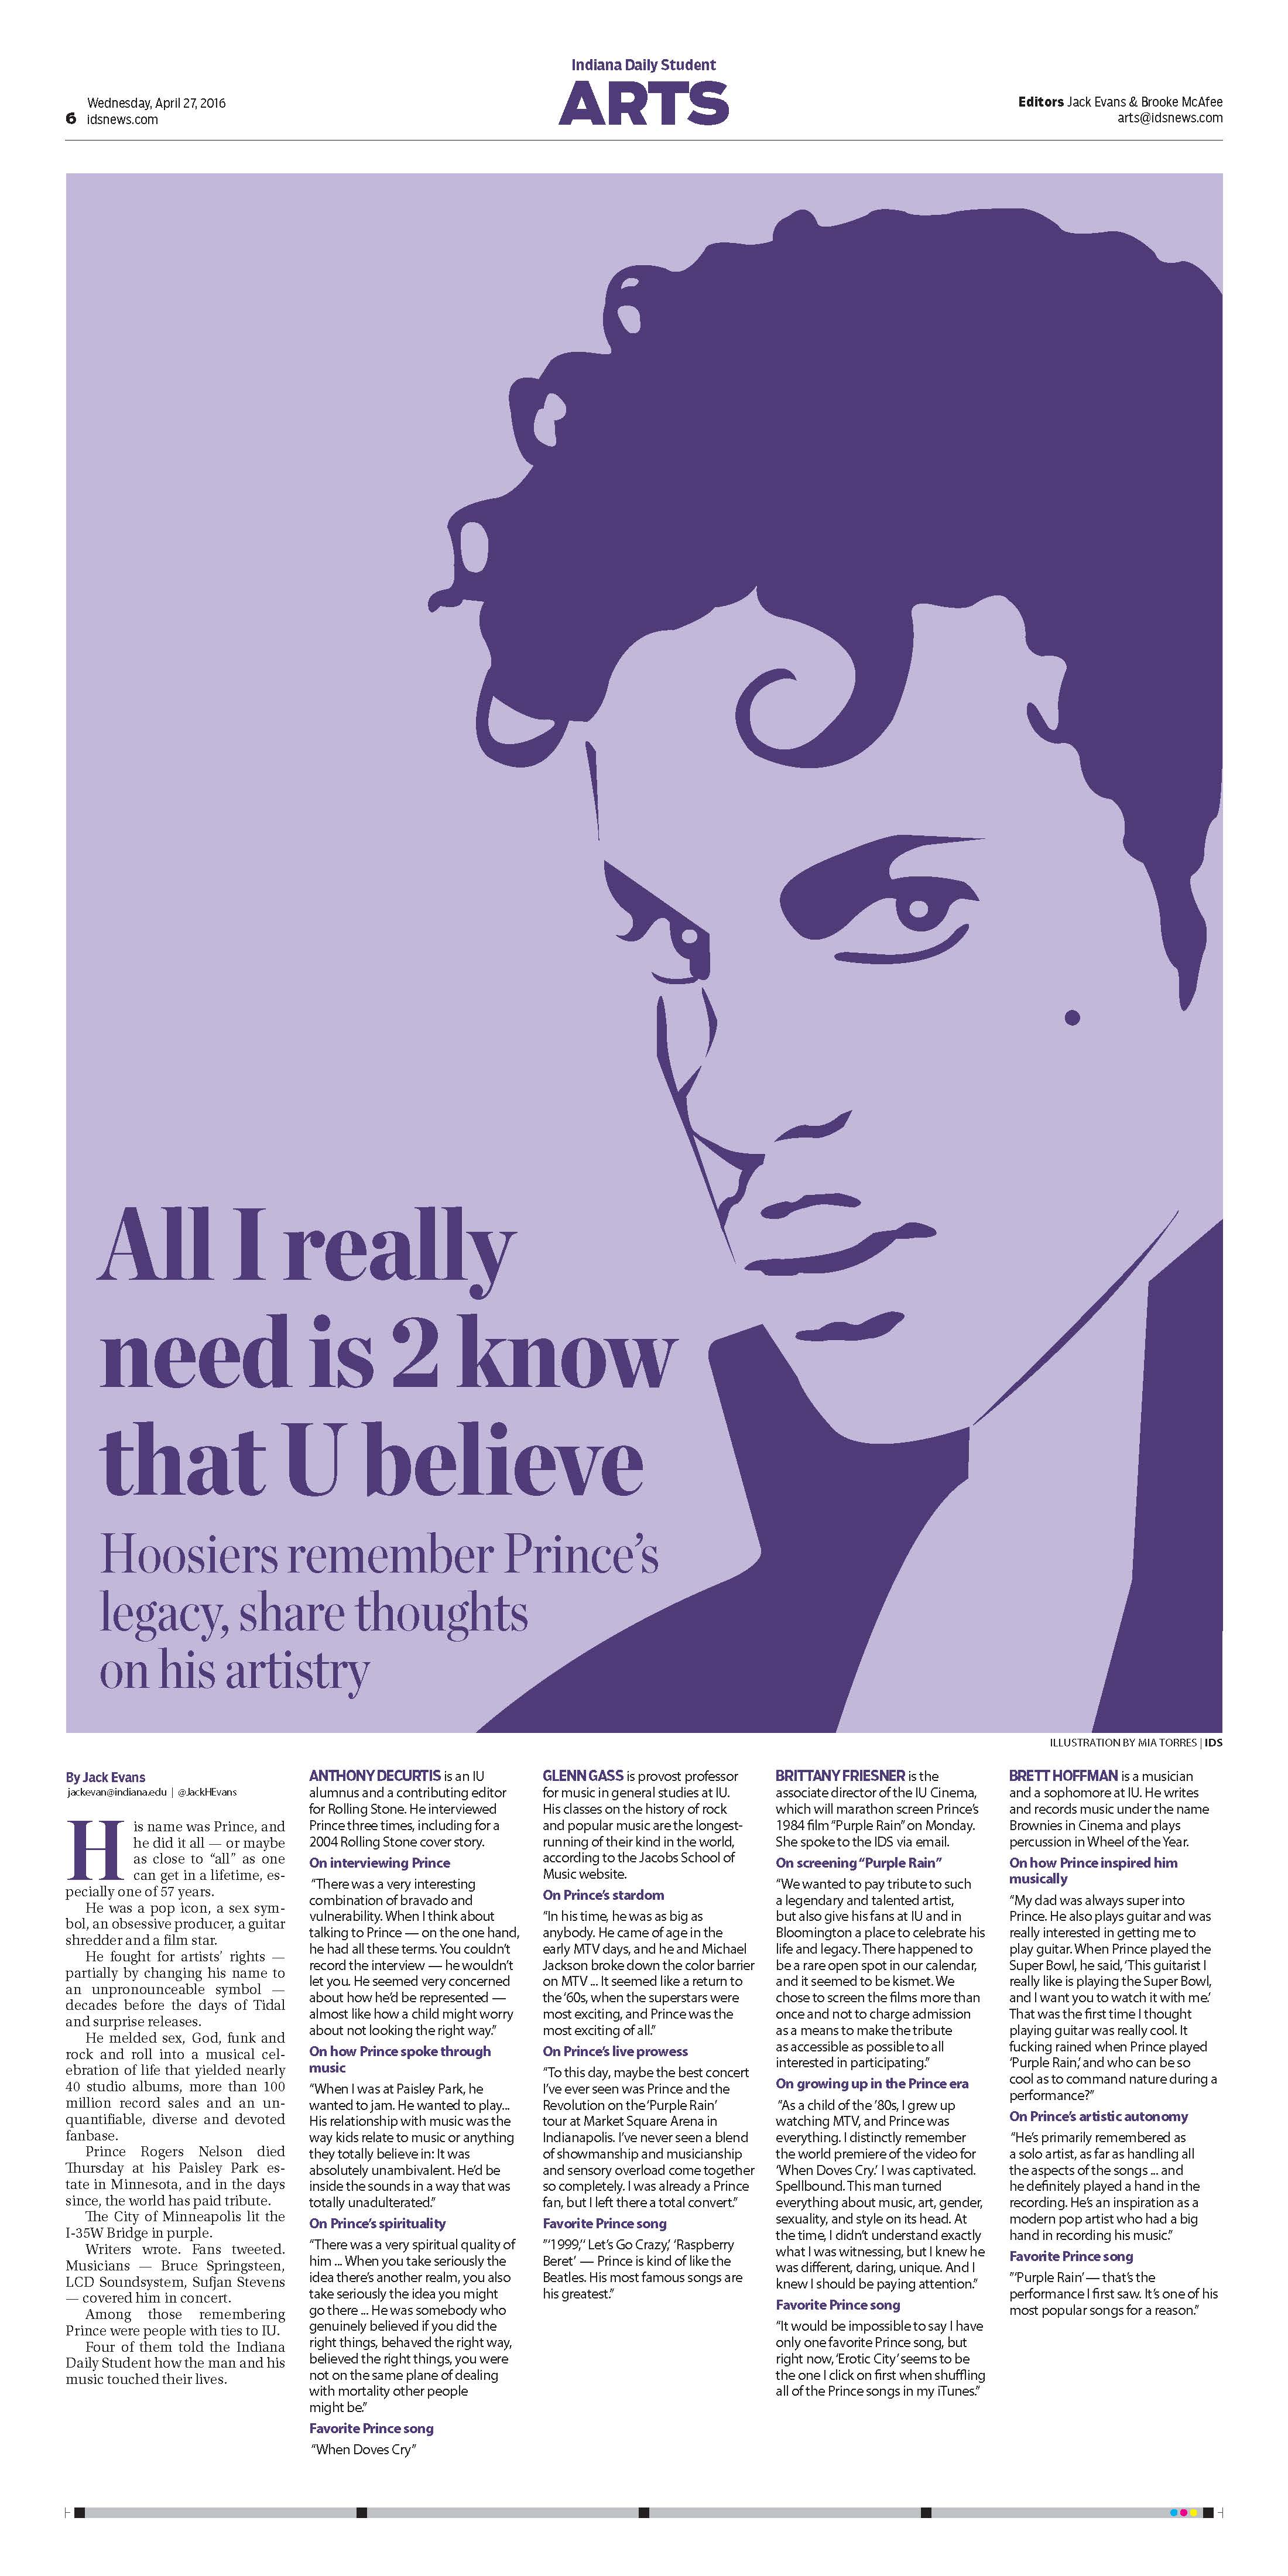 Indiana Daily Student
ARTS
6
Wednesday, April 27, 2016
idsnews.com
Editors Jack Evans & Brooke McAfee
arts@idsnews.com
All I really
need is 2 know
that U believe
Hoosiers remember Prince's
legacy, share thoughts
on his artistry
ILLUSTRATION BY MIA TORRES | IDS
By Jack Evans
jackevan@indiana.edu | @JackHEvans
His name was Prince, and
he did it all — or maybe
as close to “all” as one
can get in a lifetime, es-
pecially one of 57 years.
He was a pop icon, a sex sym-
bol, an obsessive producer, a guitar
shredder and a film star.
He fought for artists’ rights —
partially by changing his name to
an unpronounceable symbol —
decades before the days of Tidal
and surprise releases.
He melded sex, God, funk and
rock and roll into a musical cel-
ebration of life that yielded nearly
40 studio albums, more than 100
million record sales and an un-
quantifiable, diverse and devoted
fanbase.
Prince Rogers Nelson died
Thursday at his Paisley Park es-
tate in Minnesota, and in the days
since, the world has paid tribute.
The City of Minneapolis lit the
I-35W Bridge in purple.
Writers wrote. Fans tweeted.
Musicians — Bruce Springsteen,
LCD Soundsystem, Sufjan Stevens
— covered him in concert.
Among those remembering
Prince were people with ties to IU.
Four of them told the Indiana
Daily Student how the man and his
music touched their lives.
ANTHONY DECURTIS is an IU
alumnus and a contributing editor
for Rolling Stone. He interviewed
Prince three times, including for a
2004 Rolling Stone cover story.
On interviewing Prince
“There was a very interesting
combination of bravado and
vulnerability. When I think about
talking to Prince — on the one hand,
he had all these terms. You couldn’t
record the interview — he wouldn’t
let you. He seemed very concerned
about how he’d be represented —
almost like how a child might worry
about not looking the right way.”
On how Prince spoke through
music
“When I was at Paisley Park, he
wanted to jam. He wanted to play...
His relationship with music was the
way kids relate to music or anything
they totally believe in: It was
absolutely unambivalent. He’d be
inside the sounds in a way that was
totally unadulterated.”
On Prince’s spirituality
“There was a very spiritual quality of
him ... When you take seriously the
idea there’s another realm, you also
take seriously the idea you might
go there ... He was somebody who
genuinely believed if you did the
right things, behaved the right way,
believed the right things, you were
not on the same plane of dealing
with mortality other people
might be.”
Favorite Prince song
“When Doves Cry”
GLENN GASS is provost professor
for music in general studies at IU.
His classes on the history of rock
and popular music are the longest-
running of their kind in the world,
according to the Jacobs School of
Music website.
On Prince’s stardom
“In his time, he was as big as
anybody. He came of age in the
early MTV days, and he and Michael
Jackson broke down the color barrier
on MTV ... It seemed like a return to
the ‘60s, when the superstars were
most exciting, and Prince was the
most exciting of all.”
On Prince’s live prowess
“To this day, maybe the best concert
I’ve ever seen was Prince and the
Revolution on the ‘Purple Rain’
tour at Market Square Arena in
Indianapolis. I’ve never seen a blend
of showmanship and musicianship
and sensory overload come together
so completely. I was already a Prince
fan, but I left there a total convert.”
Favorite Prince song
“‘1999,’‘ Let’s Go Crazy,’ ‘Raspberry
Beret’ — Prince is kind of like the
Beatles. His most famous songs are
his greatest.”
BRITTANY FRIESNER is the
associate director of the IU Cinema,
which will marathon screen Prince’s
1984 film “Purple Rain” on Monday.
She spoke to the IDS via email.
On screening “Purple Rain”
“We wanted to pay tribute to such
a legendary and talented artist,
but also give his fans at IU and in
Bloomington a place to celebrate his
life and legacy. There happened to
be a rare open spot in our calendar,
and it seemed to be kismet. We
chose to screen the films more than
once and not to charge admission
as a means to make the tribute
as accessible as possible to all
interested in participating.”
On growing up in the Prince era
“As a child of the ’80s, I grew up
watching MTV, and Prince was
everything. I distinctly remember
the world premiere of the video for
‘When Doves Cry.’ I was captivated.
Spellbound. This man turned
everything about music, art, gender,
sexuality, and style on its head. At
the time, I didn’t understand exactly
what I was witnessing, but I knew he
was different, daring, unique. And I
knew I should be paying attention.”
Favorite Prince song
“It would be impossible to say I have
only one favorite Prince song, but
right now, ‘Erotic City’ seems to be
the one I click on first when shuffling
all of the Prince songs in my iTunes.”
BRETT HOFFMAN is a musician
and a sophomore at IU. He writes
and records music under the name
Brownies in Cinema and plays
percussion in Wheel of the Year.
On how Prince inspired him
musically
“My dad was always super into
Prince. He also plays guitar and was
really interested in getting me to
play guitar. When Prince played the
Super Bowl, he said, ‘This guitarist I
really like is playing the Super Bowl,
and I want you to watch it with me.’
That was the first time I thought
playing guitar was really cool. It
fucking rained when Prince played
‘Purple Rain,’ and who can be so
cool as to command nature during a
performance?”
On Prince’s artistic autonomy
“He’s primarily remembered as
a solo artist, as far as handling all
the aspects of the songs ... and
he definitely played a hand in the
recording. He’s an inspiration as a
modern pop artist who had a big
hand in recording his music.”
Favorite Prince song
“‘Purple Rain’ — that’s the
performance I first saw. It’s one of his
most popular songs for a reason.”